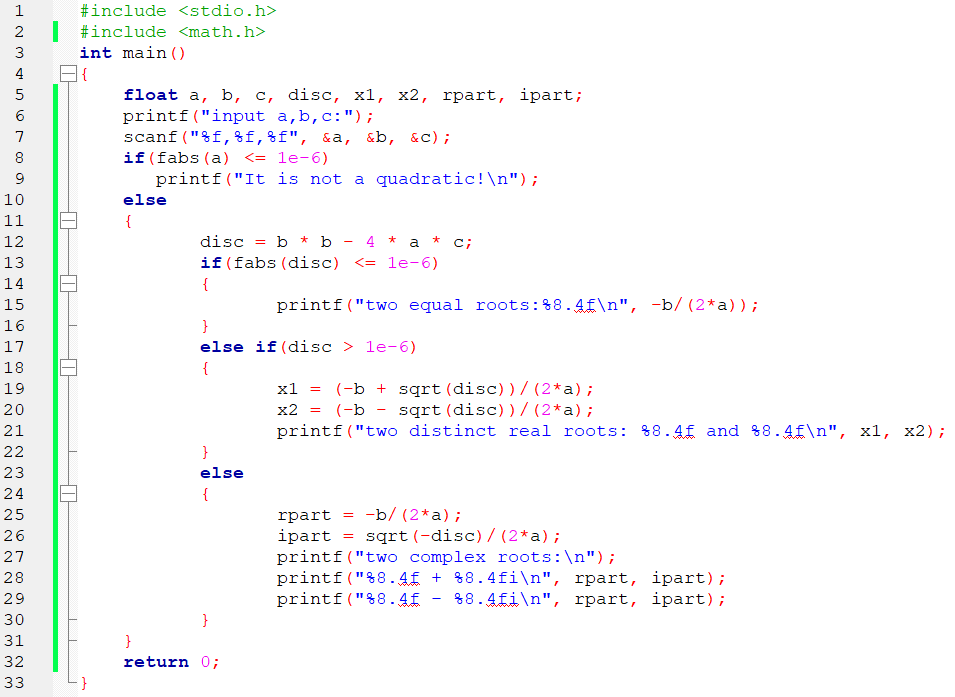 1 #include <stdio.h>
2 #include <math.h>
3 int main()
4 {
5 float a, b, c, disc, x1, x2, rpart, ipart;
6 printf("input a,b,c:");
7 scanf("%f,%f,%f", &a, &b, &c);
8 if(fabs(a) <= 1e-6)
9 printf("It is not a quadratic!\n");
10 else
11 {
12 disc = b * b - 4 * a * c;
13 if(fabs(disc) <= 1e-6)
14 {
15 printf("two equal roots:%8.4f\n", -b/(2*a));
16 }
17 else if(disc > 1e-6)
18 {
19 x1 = (-b + sqrt(disc))/(2*a);
20 x2 = (-b - sqrt(disc))/(2*a);
21 printf("two distinct real roots: %8.4f and %8.4f\n", x1, x2);
22 }
23 else
24 {
25 rpart = -b/(2*a);
26 ipart = sqrt(-disc)/(2*a);
27 printf("two complex roots:\n");
28 printf("%8.4f + %8.4fi\n", rpart, ipart);
29 printf("%8.4f - %8.4fi\n", rpart, ipart);
30 }
31 }
32 return 0;
33 }